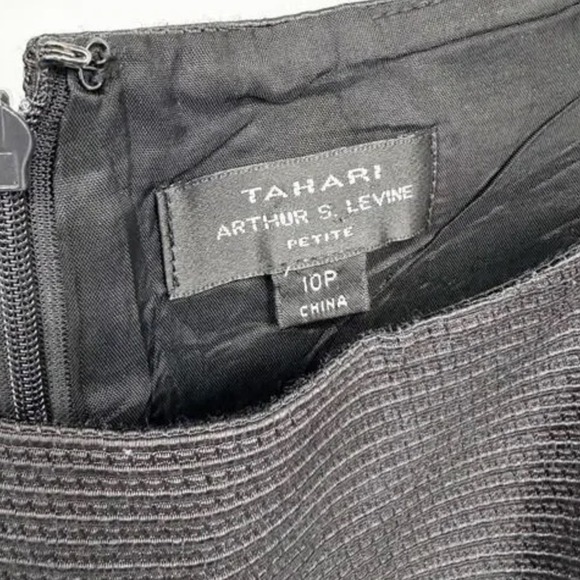 TAHARI
ARTHUR S. LEVINE
PETITE
10P
CHINA